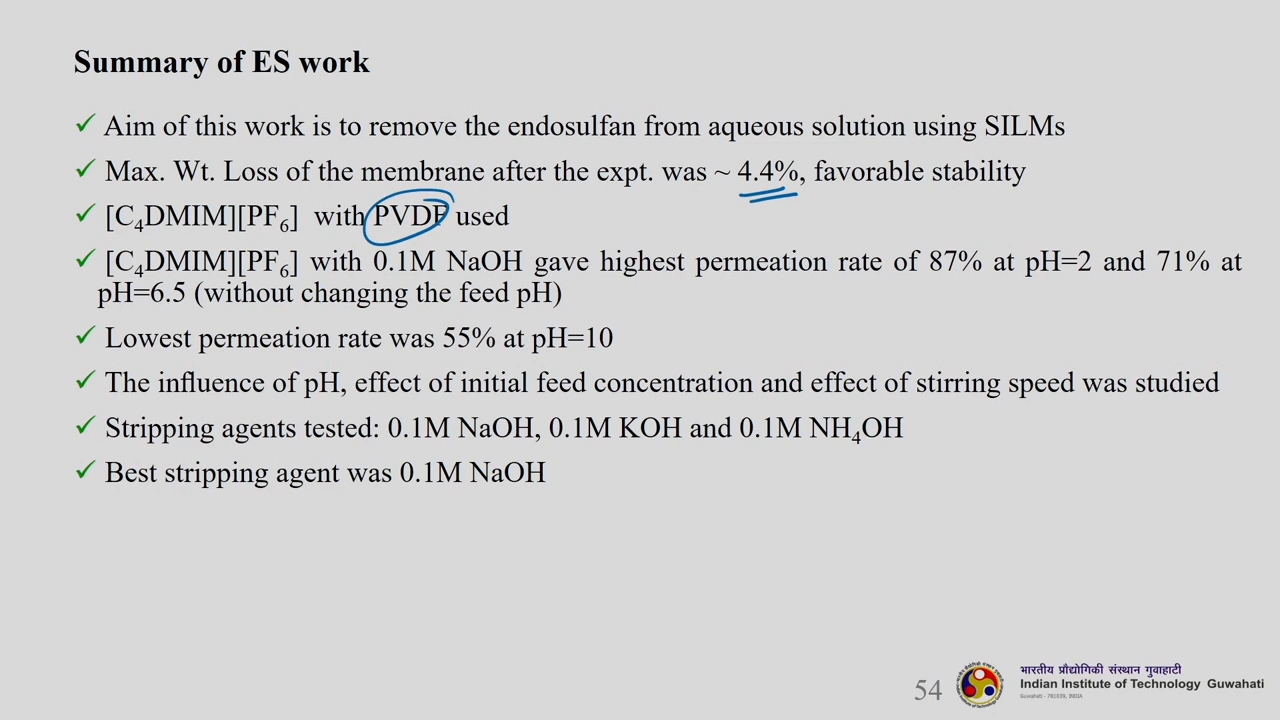 Summary of ES work
✓ Aim of this work is to remove the endosulfan from aqueous solution using SILMs
✓ Max. Wt. Loss of the membrane after the expt. was ~ 4.4%, favorable stability
✓ [C₄DMIM][PF₆] with PVDF used
✓ [C₄DMIM][PF₆] with 0.1M NaOH gave highest permeation rate of 87% at pH=2 and 71% at
pH=6.5 (without changing the feed pH)
✓ Lowest permeation rate was 55% at pH=10
✓ The influence of pH, effect of initial feed concentration and effect of stirring speed was studied
✓ Stripping agents tested: 0.1M NaOH, 0.1M KOH and 0.1M NH₄OH
✓ Best stripping agent was 0.1M NaOH
54
भारतीय प्रौद्योगिकी संस्थान गुवाहाटी
Indian Institute of Technology Guwahati
Guwahati - 781039, INDIA